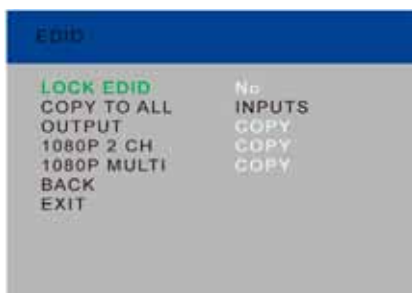 EDID
LOCK EDID No
COPY TO ALL INPUTS
OUTPUT COPY
1080P 2 CH COPY
1080P MULTI COPY
BACK
EXIT